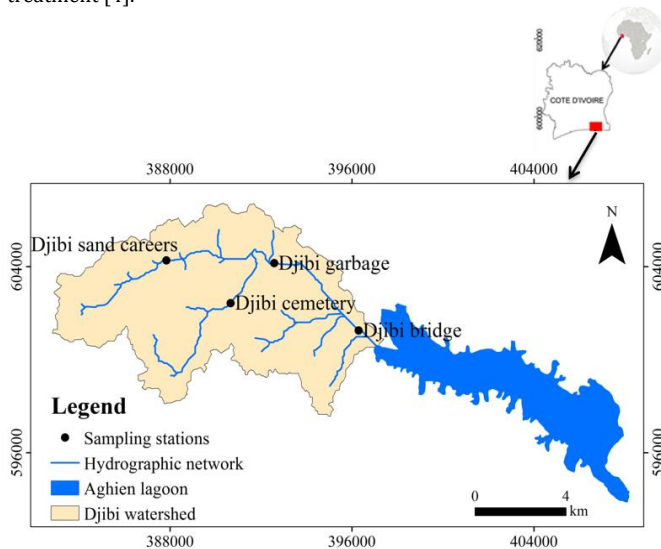 treatment [4].
620000
COTE D'IVOIRE
600000
388000 396000 404000
N
604000 Djibi sand careers Djibi garbage 604000
Djibi cemetery
Djibi bridge
Legend
Sampling stations
Hydrographic network
Aghien lagoon
Djibi watershed
596000 596000
0 4
km
388000 396000 404000